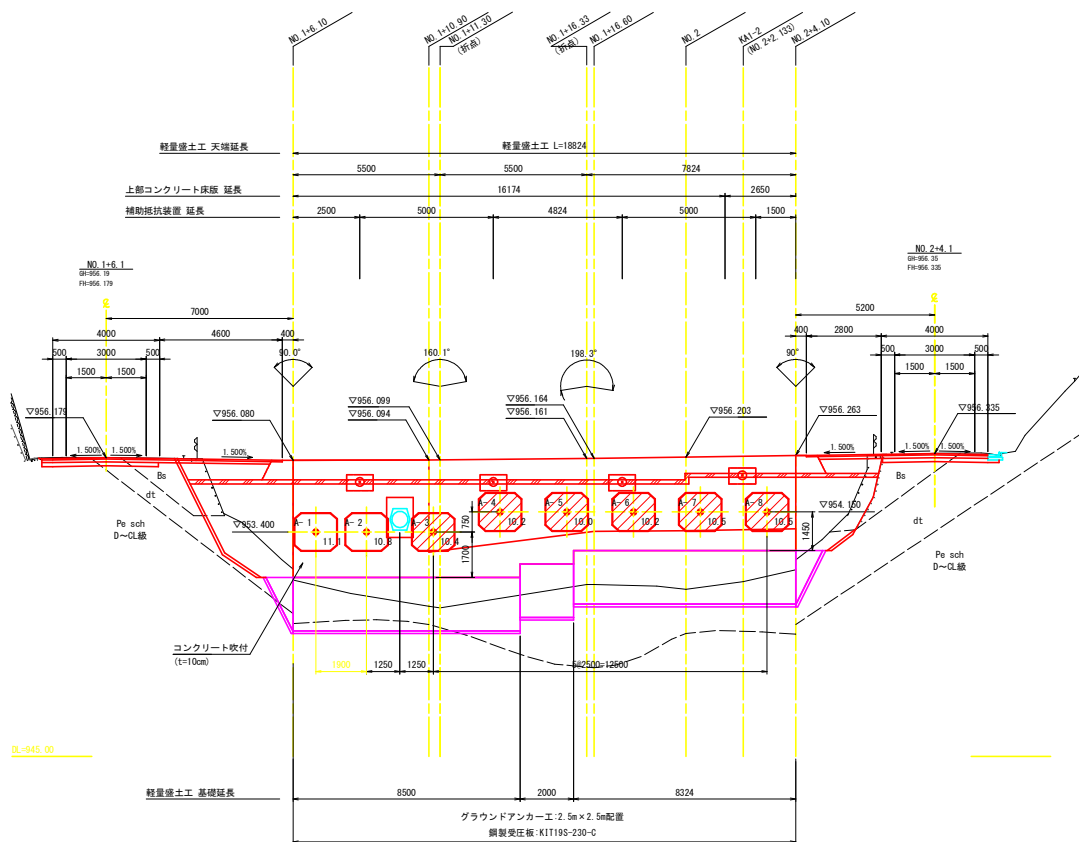 NO.1+6.10
NO.1+10.90
NO.1+11.30
(折点)
NO.1+16.33
(折点)
NO.1+16.60
NO.2
KA1-2
(NO.2+2.133)
NO.2+4.10
軽量盛土工 天端延長
軽量盛土工 L=18824
5500 5500 7824
上部コンクリート床版 延長
16174 2650
補助抵抗装置 延長
2500 5000 4824 5000 1500
NO.1+6.1
GH=956.19
FH=956.179
NO.2+4.1
GH=956.35
FH=956.335
7000 5200
4000 4600 400 400 2800 4000
500 3000 500 500 3000 500
1500 1500 1500 1500
90.0° 160.1° 198.3° 90°
▽956.179 ▽956.080
▽956.099
▽956.094
▽956.164
▽956.161
▽956.203 ▽956.263 ▽956.335
1.500% 1.500% 1.500% 1.500% 1.500% 1.500%
Bs Bs
dt dt
Pe sch
D～CL級
Pe sch
D～CL級
▽953.400 ▽954.150
A-1 A-2 A-3 A-4 A-5 A-6 A-7 A-8
11.1 10.4 10.2 10.0 10.2 10.5 10.5
750
1700
1450
コンクリート吹付
(t=10cm)
1250 1250 5@2500=12500
軽量盛土工 基礎延長
8500 2000 8324
グラウンドアンカー工:2.5m×2.5m配置
鋼製受圧板:KIT19S-230-C